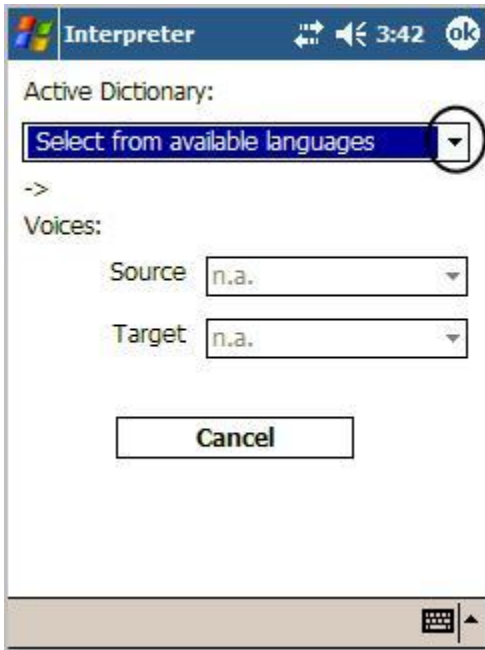 Interpreter 3:42 ok
Active Dictionary:
Select from available languages
->
Voices:
Source n.a.
Target n.a.
Cancel